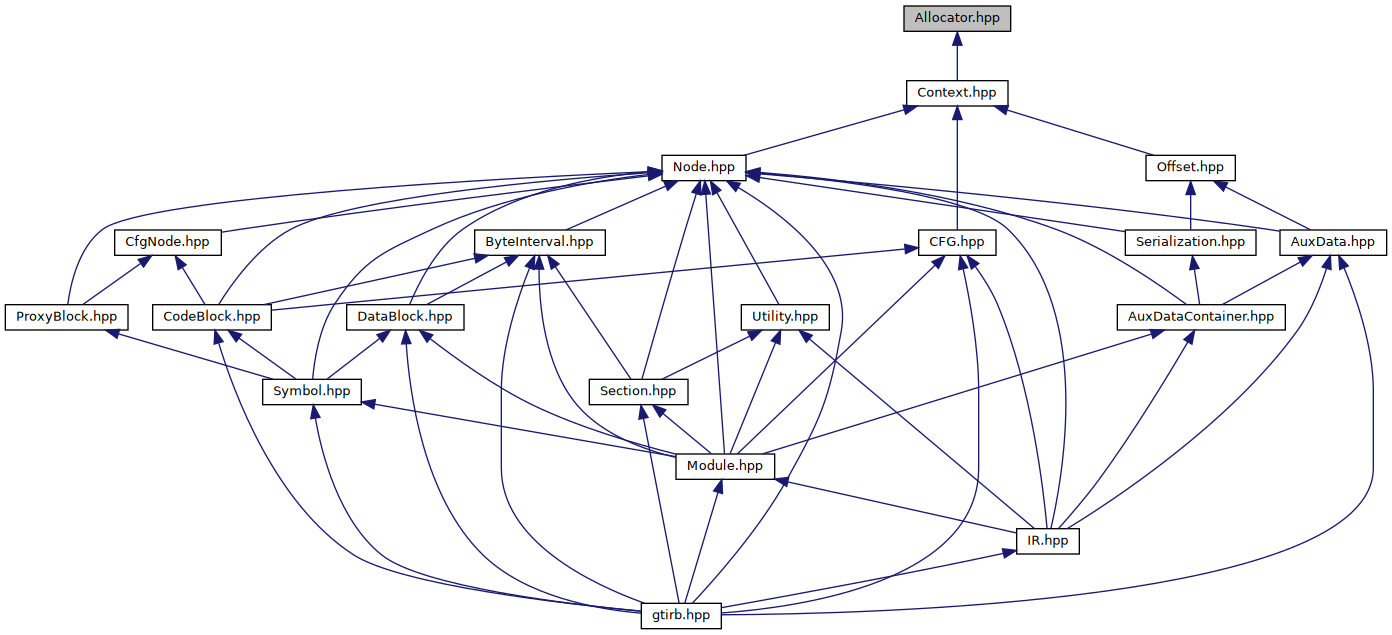 Allocator.hpp
Context.hpp
Node.hpp
Offset.hpp
CfgNode.hpp
ByteInterval.hpp
CFG.hpp
Serialization.hpp
AuxData.hpp
ProxyBlock.hpp
CodeBlock.hpp
DataBlock.hpp
Utility.hpp
AuxDataContainer.hpp
Symbol.hpp
Section.hpp
Module.hpp
IR.hpp
gtirb.hpp